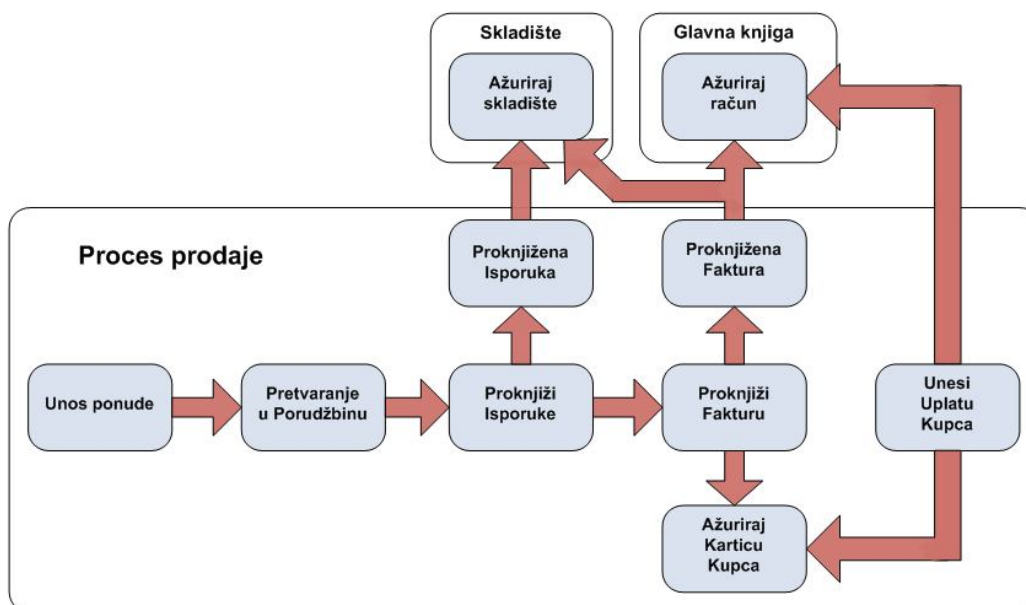 Skladište
Ažuriraj
skladište
Glavna knjiga
Ažuriraj
račun
Proces prodaje
Proknjižena
Isporuka
Proknjižena
Faktura
Unos ponude
Pretvaranje
u Porudžbinu
Proknjiži
Isporuke
Proknjiži
Fakturu
Unesi
Uplatu
Kupca
Ažuriraj
Karticu
Kupca